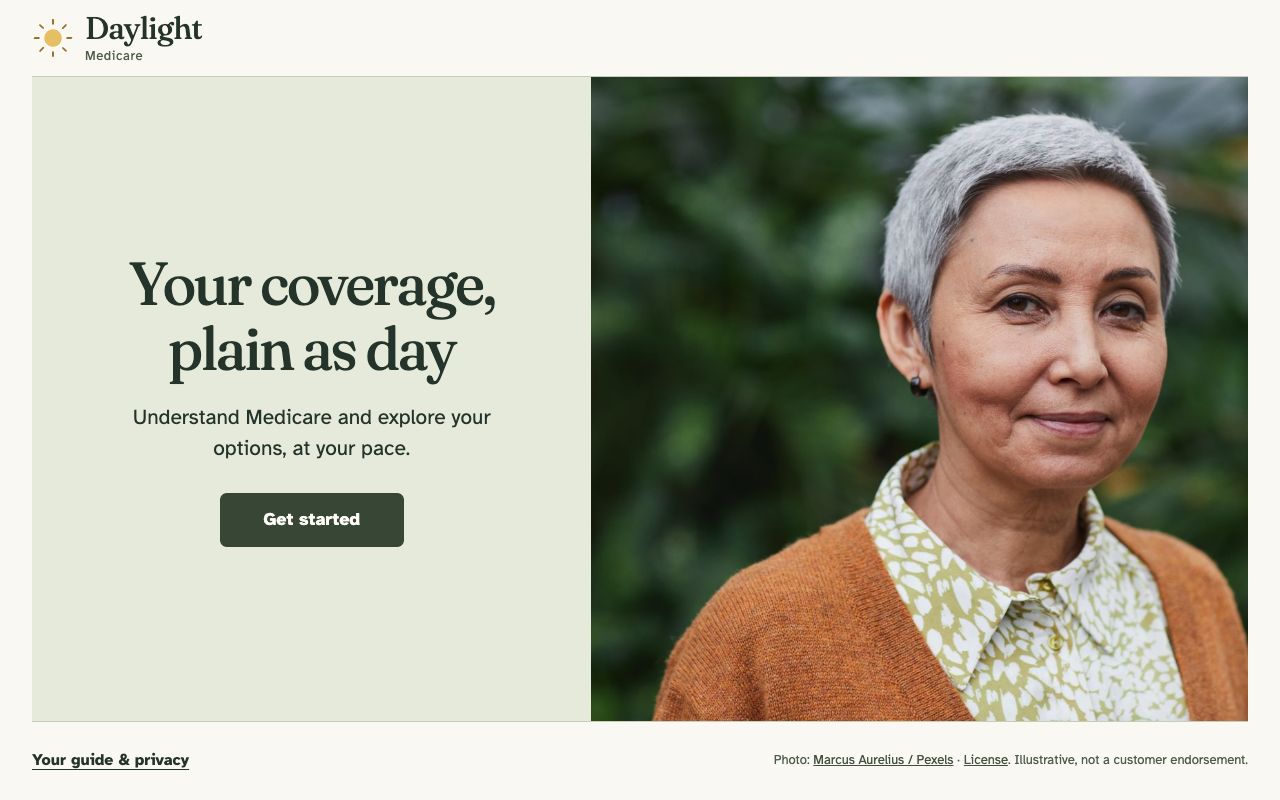 Daylight
Medicare
Your coverage,
plain as day
Understand Medicare and explore your
options, at your pace.
Get started
Your guide & privacy
Photo: Marcus Aurelius / Pexels · License. Illustrative, not a customer endorsement.